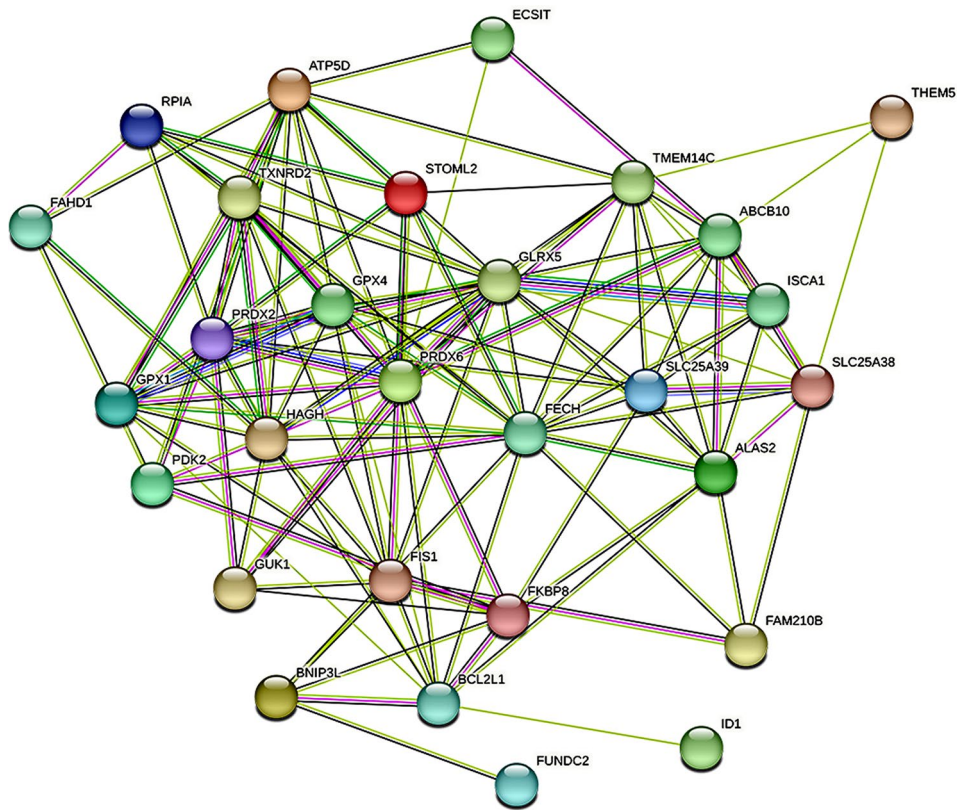 ECSIT
ATP5D
THEM5
RPIA
TMEM14C
TXNRD2
STOML2
FAHD1
ABCB10
GLRX5
GPX4
ISCA1
PRDX2
PRDX6
SLC25A39
SLC25A38
GPX1
HAGH
FECH
ALAS2
PDK2
FIS1
GUK1
FKBP8
FAM210B
BNIP3L
BCL2L1
ID1
FUNDC2